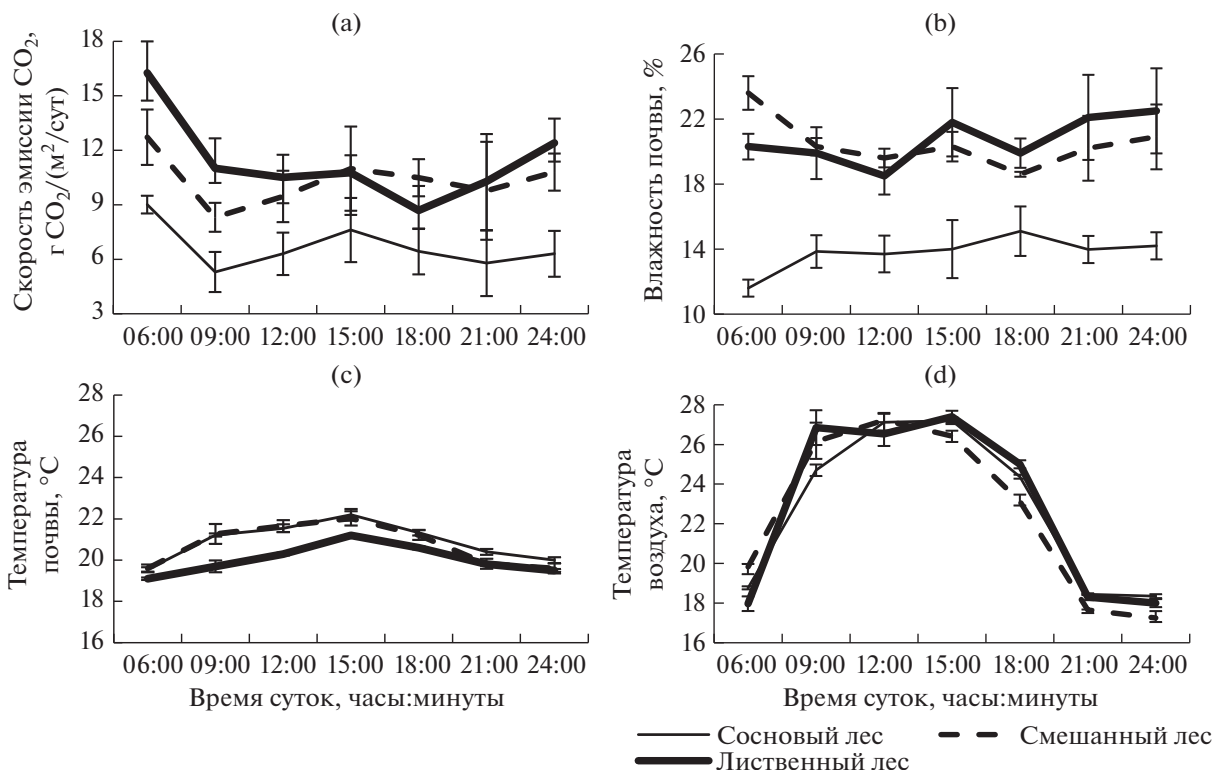 (a)
Скорость эмиссии CO₂,
г CO₂/(м²/сут)
18
15
12
9
6
3
06:00 09:00 12:00 15:00 18:00 21:00 24:00
(b)
Влажность почвы, %
26
22
18
14
10
06:00 09:00 12:00 15:00 18:00 21:00 24:00
(c)
Температура
почвы, °C
28
26
24
22
20
18
16
06:00 09:00 12:00 15:00 18:00 21:00 24:00
Время суток, часы:минуты
(d)
Температура
воздуха, °C
28
26
24
22
20
18
16
06:00 09:00 12:00 15:00 18:00 21:00 24:00
Время суток, часы:минуты
Сосновый лес
Смешанный лес
Лиственный лес